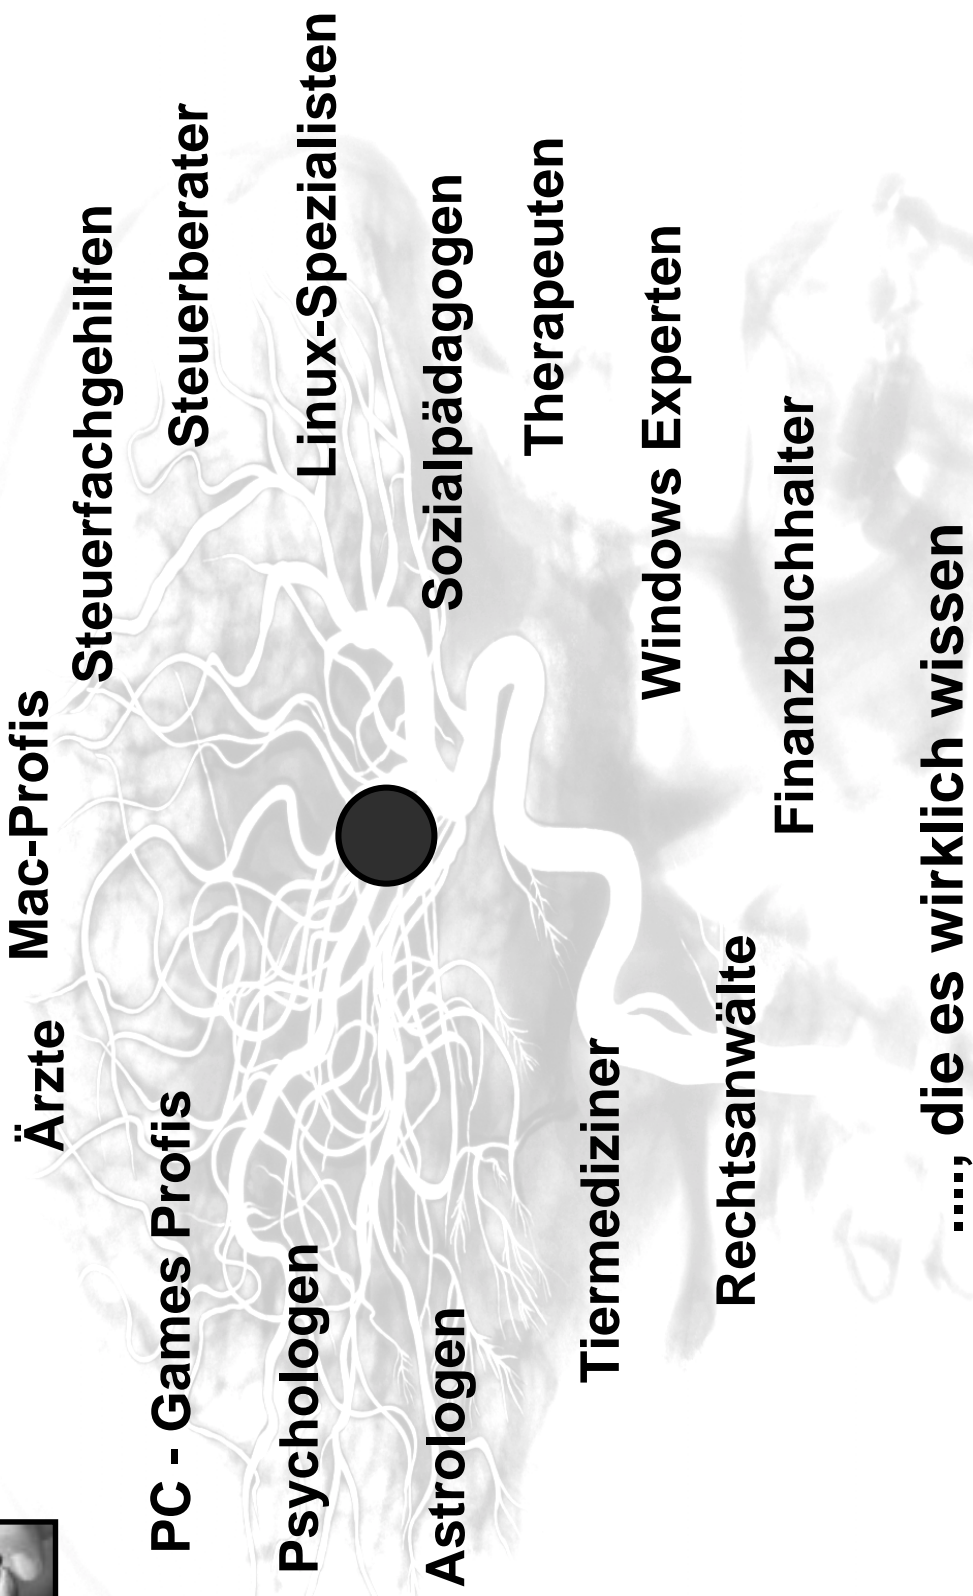 Mac-Profis
Ärzte
Steuerfachgehilfen
PC - Games Profis
Steuerberater
Psychologen
Linux-Spezialisten
Astrologen
Sozialpädagogen
Therapeuten
Tiermediziner
Windows Experten
Rechtsanwälte
Finanzbuchhalter
...., die es wirklich wissen